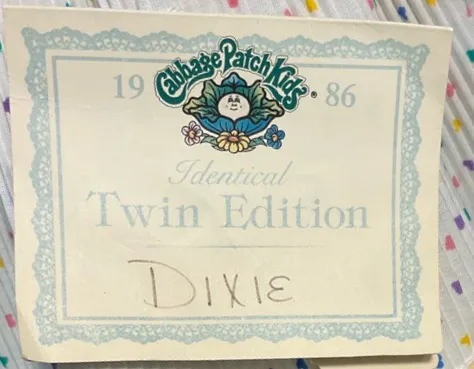 Cabbage Patch Kids®
19 86
Identical
Twin Edition
DIXIE